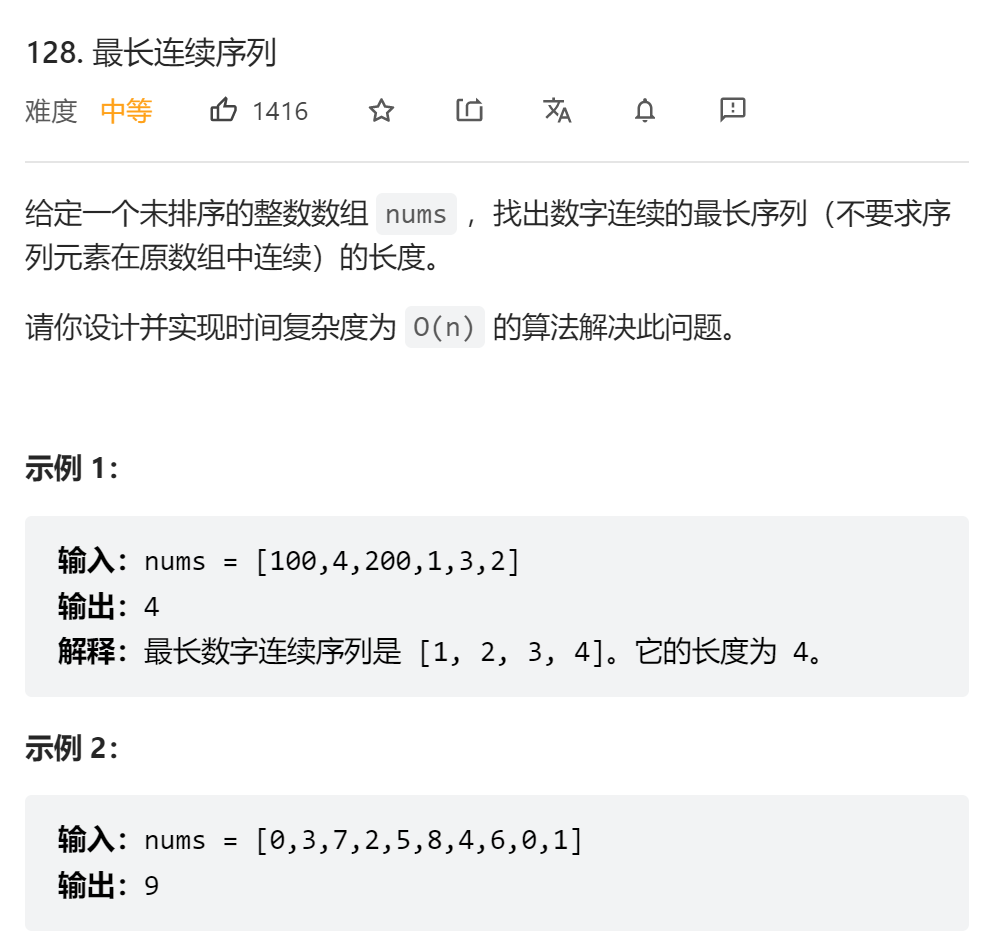 128. 最长连续序列
难度 中等 1416
给定一个未排序的整数数组 nums ，找出数字连续的最长序列（不要求序
列元素在原数组中连续）的长度。
请你设计并实现时间复杂度为 O(n) 的算法解决此问题。
示例 1：
输入：nums = [100,4,200,1,3,2]
输出：4
解释：最长数字连续序列是 [1, 2, 3, 4]。它的长度为 4。
示例 2：
输入：nums = [0,3,7,2,5,8,4,6,0,1]
输出：9